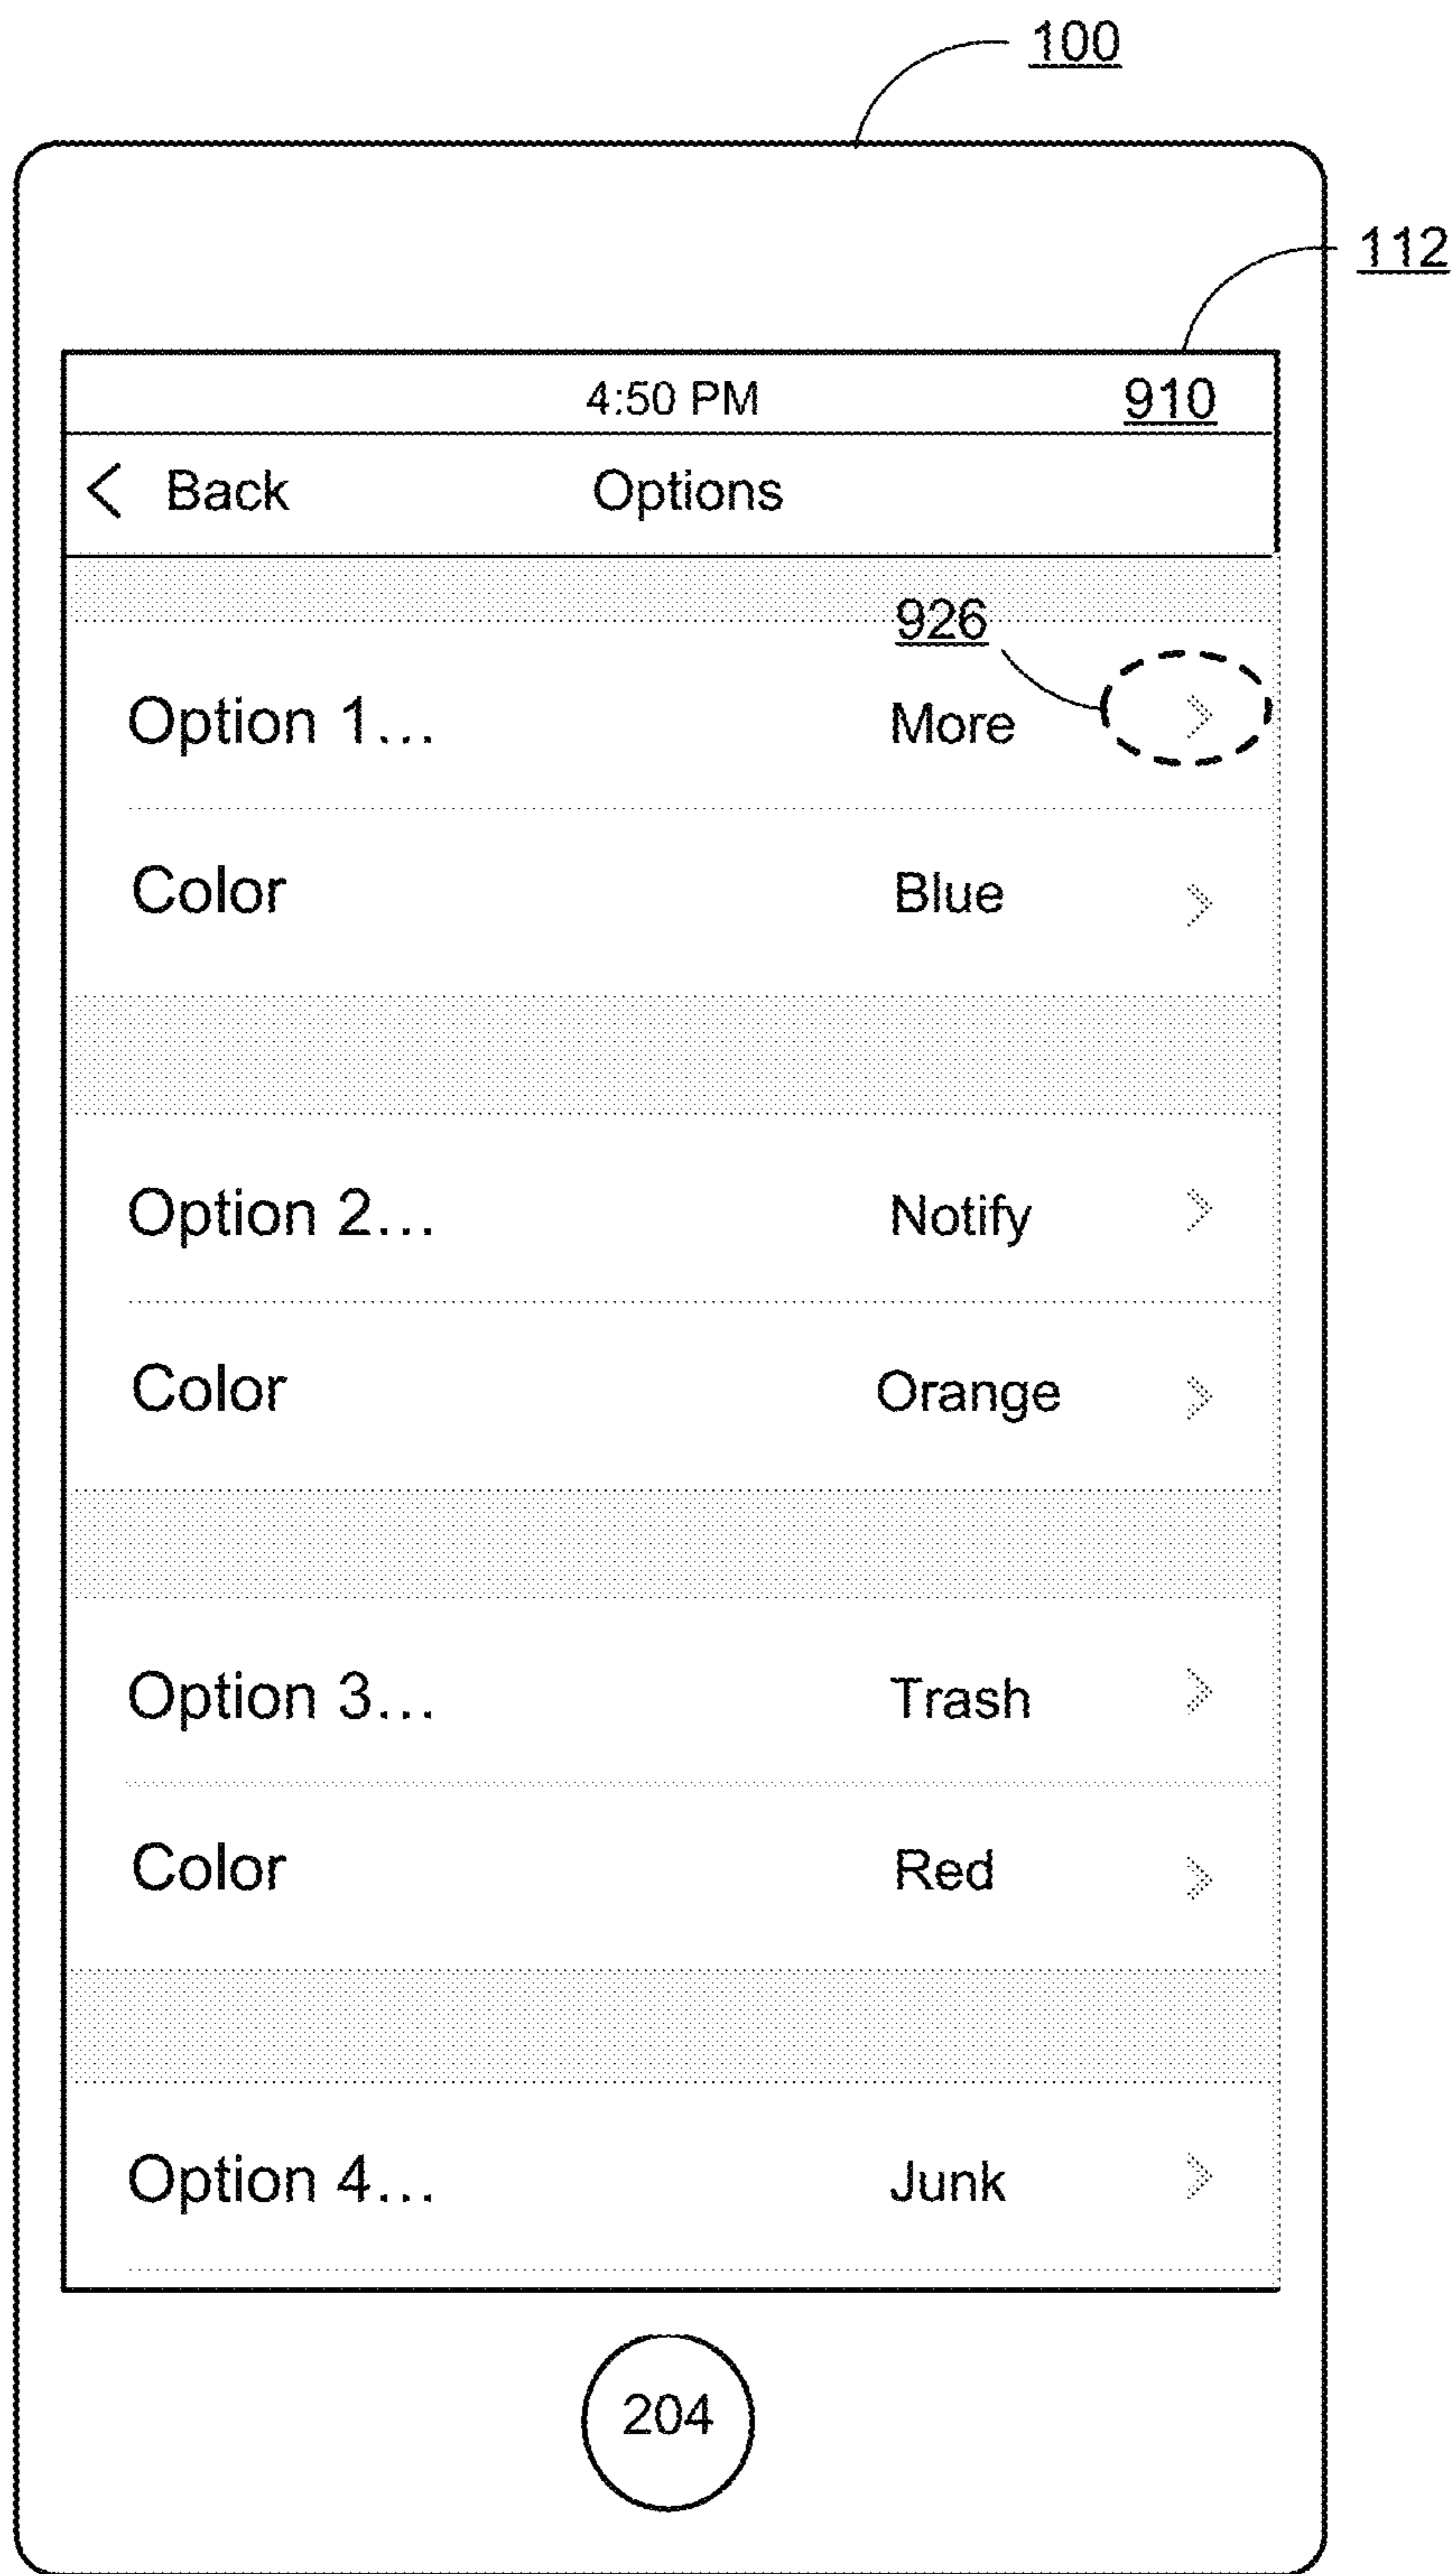 100
112
4:50 PM 910
< Back Options
926
Option 1... More >
Color Blue >
Option 2... Notify >
Color Orange >
Option 3... Trash >
Color Red >
Option 4... Junk >
204